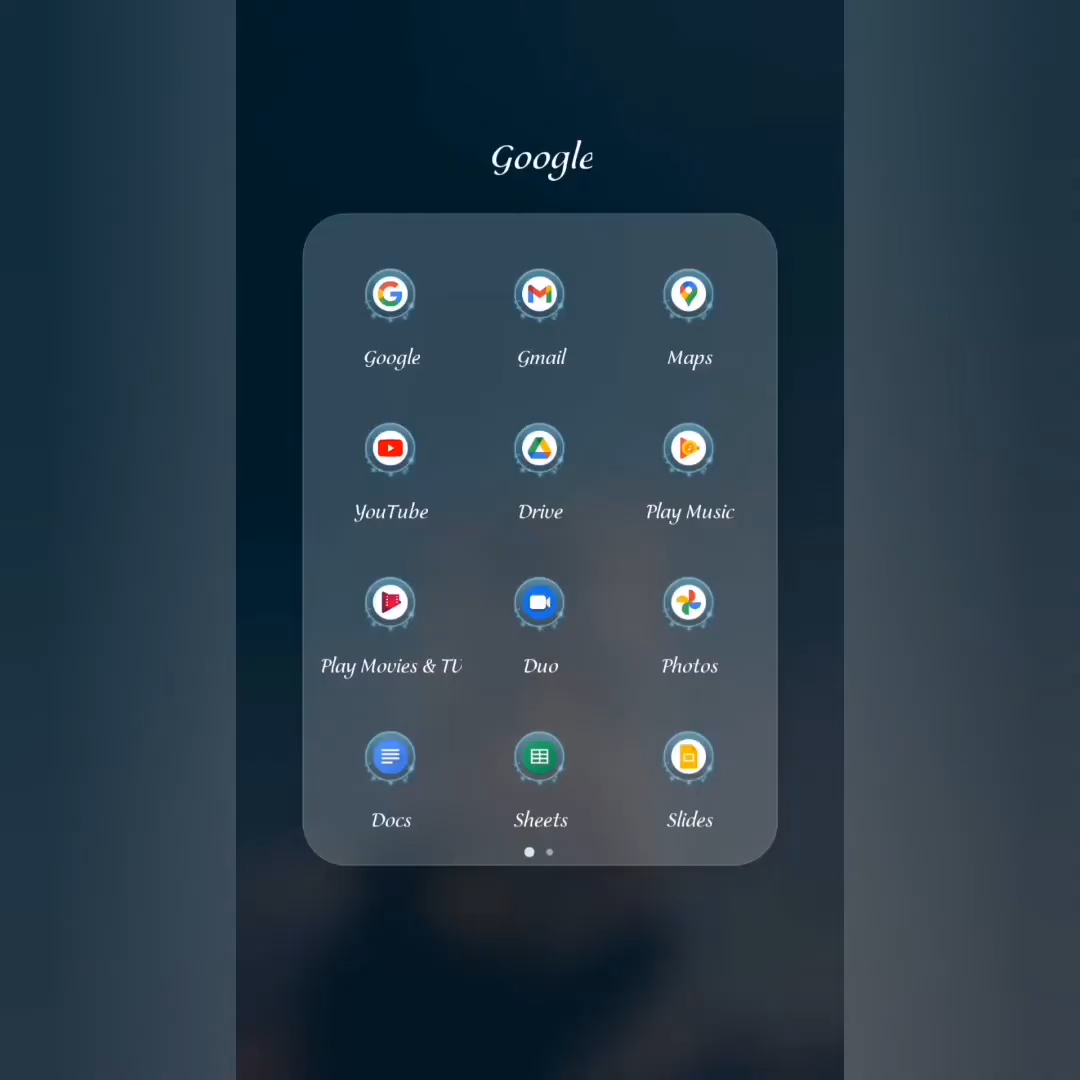 Google
Google Gmail Maps
YouTube Drive Play Music
Play Movies & TV Duo Photos
Docs Sheets Slides